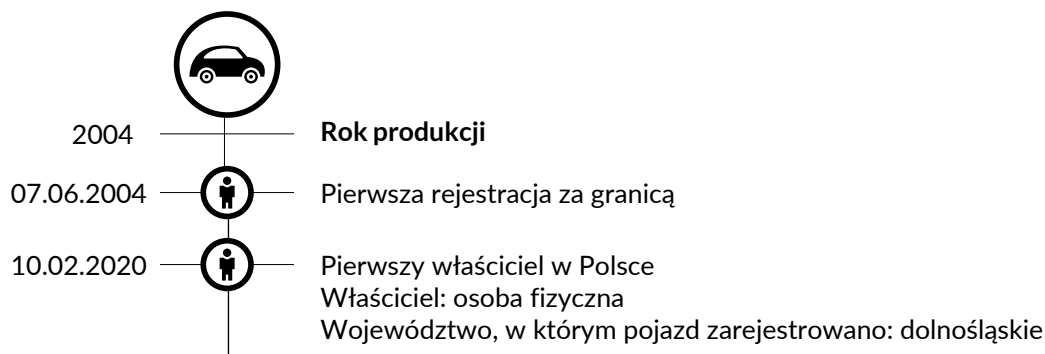 2004 Rok produkcji
07.06.2004 Pierwsza rejestracja za granicą
10.02.2020 Pierwszy właściciel w Polsce
Właściciel: osoba fizyczna
Województwo, w którym pojazd zarejestrowano: dolnośląskie